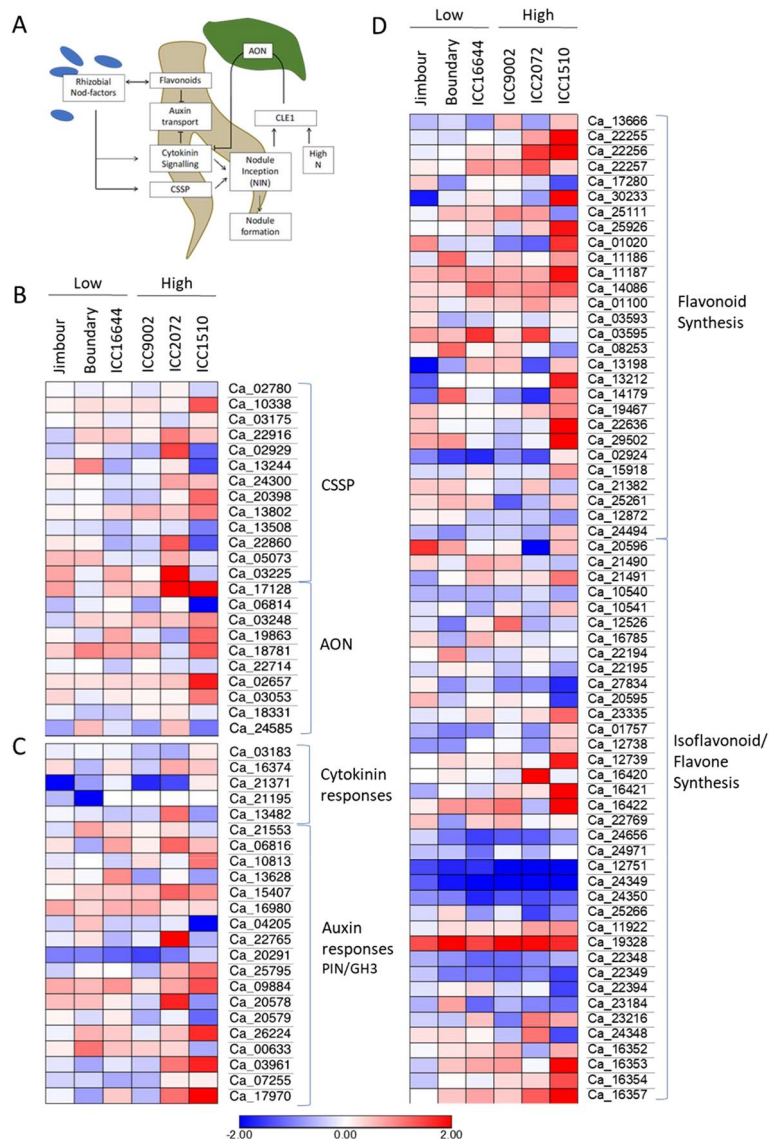 A
Rhizobial
Nod-factors
Flavonoids
Auxin
transport
Cytokinin
Signalling
CSSP
AON
CLE1
High
N
Nodule
Inception
(NIN)
Nodule
formation
B
Low
High
Jimbour
Boundary
ICC16644
ICC9002
ICC2072
ICC1510
Ca_02780
Ca_10338
Ca_03175
Ca_22916
Ca_02929
Ca_13244
Ca_24300
Ca_20398
Ca_13802
Ca_13508
Ca_22860
Ca_05073
Ca_03225
CSSP
Ca_17128
Ca_06814
Ca_03248
Ca_19863
Ca_18781
Ca_22714
Ca_02657
Ca_03053
Ca_18331
Ca_24585
AON
C
Ca_03183
Ca_16374
Ca_21371
Ca_21195
Ca_13482
Cytokinin
responses
Ca_21553
Ca_06816
Ca_10813
Ca_13628
Ca_15407
Ca_16980
Ca_04205
Ca_22765
Ca_20291
Ca_25795
Ca_09884
Ca_20578
Ca_20579
Ca_26224
Ca_00633
Ca_03961
Ca_07255
Ca_17970
Auxin
responses
PIN/GH3
D
Low
High
Jimbour
Boundary
ICC16644
ICC9002
ICC2072
ICC1510
Ca_13666
Ca_22255
Ca_22256
Ca_22257
Ca_17280
Ca_30233
Ca_25111
Ca_25926
Ca_01020
Ca_11186
Ca_11187
Ca_14086
Ca_01100
Ca_03593
Ca_03595
Ca_08253
Ca_13198
Ca_13212
Ca_14179
Ca_19467
Ca_22636
Ca_29502
Ca_02924
Ca_15918
Ca_21382
Ca_25261
Ca_12872
Ca_24494
Flavonoid
Synthesis
Ca_20596
Ca_21490
Ca_21491
Ca_10540
Ca_10541
Ca_12526
Ca_16785
Ca_22194
Ca_22195
Ca_27834
Ca_20595
Ca_23335
Ca_01757
Ca_12738
Ca_12739
Ca_16420
Ca_16421
Ca_16422
Ca_22769
Ca_24656
Ca_24971
Ca_12751
Ca_24349
Ca_24350
Ca_25266
Ca_11922
Ca_19328
Ca_22348
Ca_22349
Ca_22394
Ca_23184
Ca_23216
Ca_24348
Ca_16352
Ca_16353
Ca_16354
Ca_16357
Isoflavonoid/
Flavone
Synthesis
-2.00
0.00
2.00